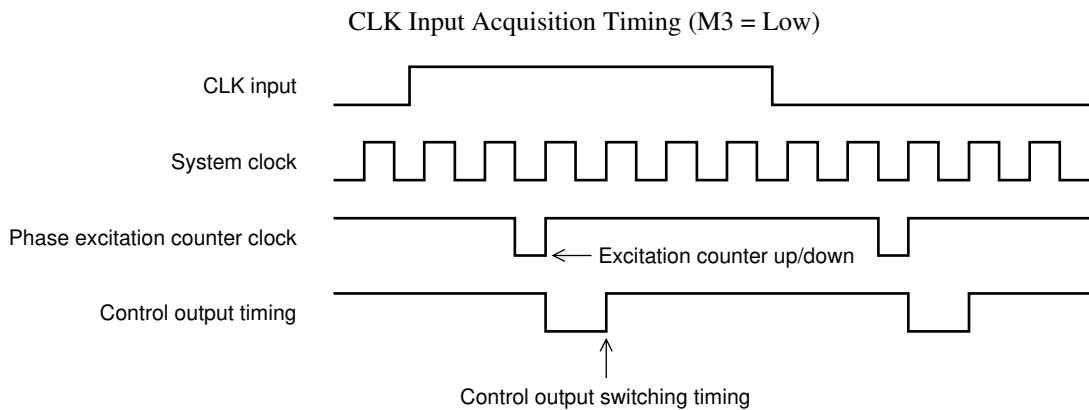 CLK Input Acquisition Timing (M3 = Low)
CLK input
System clock
Phase excitation counter clock
Excitation counter up/down
Control output timing
Control output switching timing